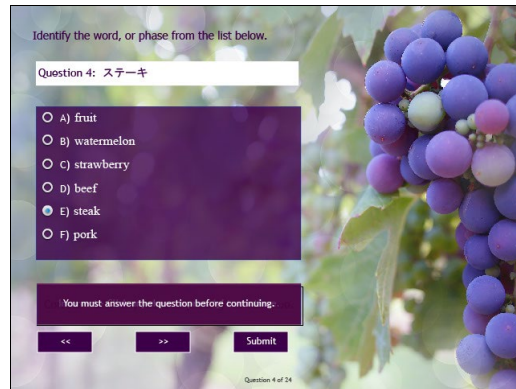 Identify the word, or phase from the list below.
Question 4: ステーキ
A) fruit
B) watermelon
C) strawberry
D) beef
E) steak
F) pork
You must answer the question before continuing.
<< >> Submit
Question 4 of 24